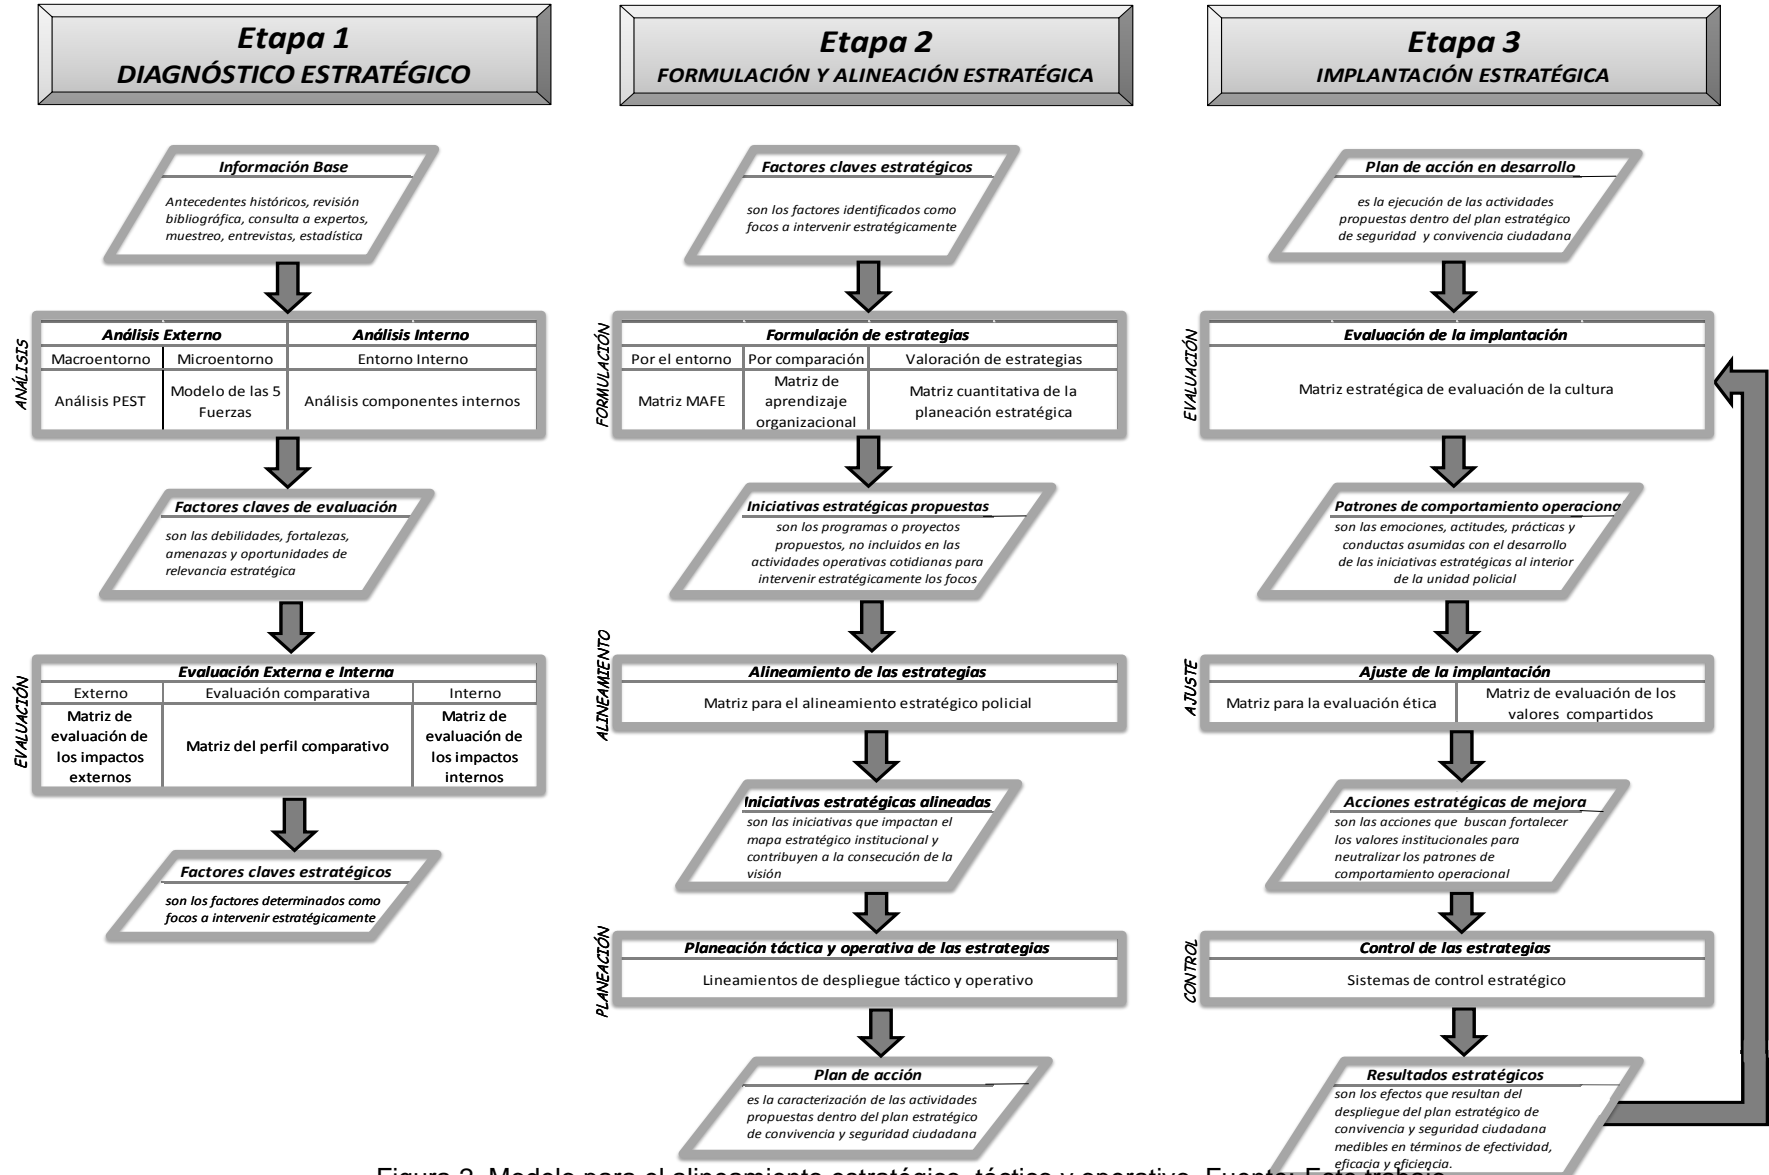 Etapa 1
DIAGNÓSTICO ESTRATÉGICO
Información Base
Antecedentes históricos, revisión
bibliográfica, consulta a expertos,
muestreo, entrevistas, estadística
ANÁLISIS
Análisis Externo
Análisis Interno
Macroentorno
Microentorno
Entorno Interno
Análisis PEST
Modelo de las 5
Fuerzas
Análisis componentes internos
Factores claves de evaluación
son las debilidades, fortalezas,
amenazas y oportunidades de
relevancia estratégica
EVALUACIÓN
Evaluación Externa e Interna
Externo
Evaluación comparativa
Interno
Matriz de
evaluación de
los impactos
externos
Matriz del perfil comparativo
Matriz de
evaluación de
los impactos
internos
Factores claves estratégicos
son los factores determinados como
focos a intervenir estratégicamente
Etapa 2
FORMULACIÓN Y ALINEACIÓN ESTRATÉGICA
Factores claves estratégicos
son los factores identificados como
focos a intervenir estratégicamente
FORMULACIÓN
Formulación de estrategias
Por el entorno
Por comparación
Valoración de estrategias
Matriz MAFE
Matriz de
aprendizaje
organizacional
Matriz cuantitativa de la
planeación estratégica
Iniciativas estratégicas propuestas
son los programas o proyectos
propuestos, no incluidos en las
actividades operativas cotidianas para
intervenir estratégicamente los focos
ALINEAMIENTO
Alineamiento de las estrategias
Matriz para el alineamiento estratégico policial
Iniciativas estratégicas alineadas
son las iniciativas que impactan el
mapa estratégico institucional y
contribuyen a la consecución de la
visión
PLANEACIÓN
Planeación táctica y operativa de las estrategias
Lineamientos de despliegue táctico y operativo
Plan de acción
es la caracterización de las actividades
propuestas dentro del plan estratégico
de convivencia y seguridad ciudadana
Etapa 3
IMPLANTACIÓN ESTRATÉGICA
Plan de acción en desarrollo
es la ejecución de las actividades
propuestas dentro del plan estratégico
de seguridad y convivencia ciudadana
EVALUACIÓN
Evaluación de la implantación
Matriz estratégica de evaluación de la cultura
Patrones de comportamiento operaciona
son las emociones, actitudes, prácticas y
conductas asumidas con el desarrollo
de las iniciativas estratégicas al interior
de la unidad policial
AJUSTE
Ajuste de la implantación
Matriz para la evaluación ética
Matriz de evaluación de los
valores compartidos
Acciones estratégicas de mejora
son las acciones que buscan fortalecer
los valores institucionales para
neutralizar los patrones de
comportamiento operacional
CONTROL
Control de las estrategias
Sistemas de control estratégico
Resultados estratégicos
son los efectos que resultan del
despliegue del plan estratégico de
convivencia y seguridad ciudadana
medibles en términos de efectividad,
eficacia y eficiencia.
Figura 2. Modelo para el alineamiento estratégico, táctico y operativo. Fuente: Este trabajo